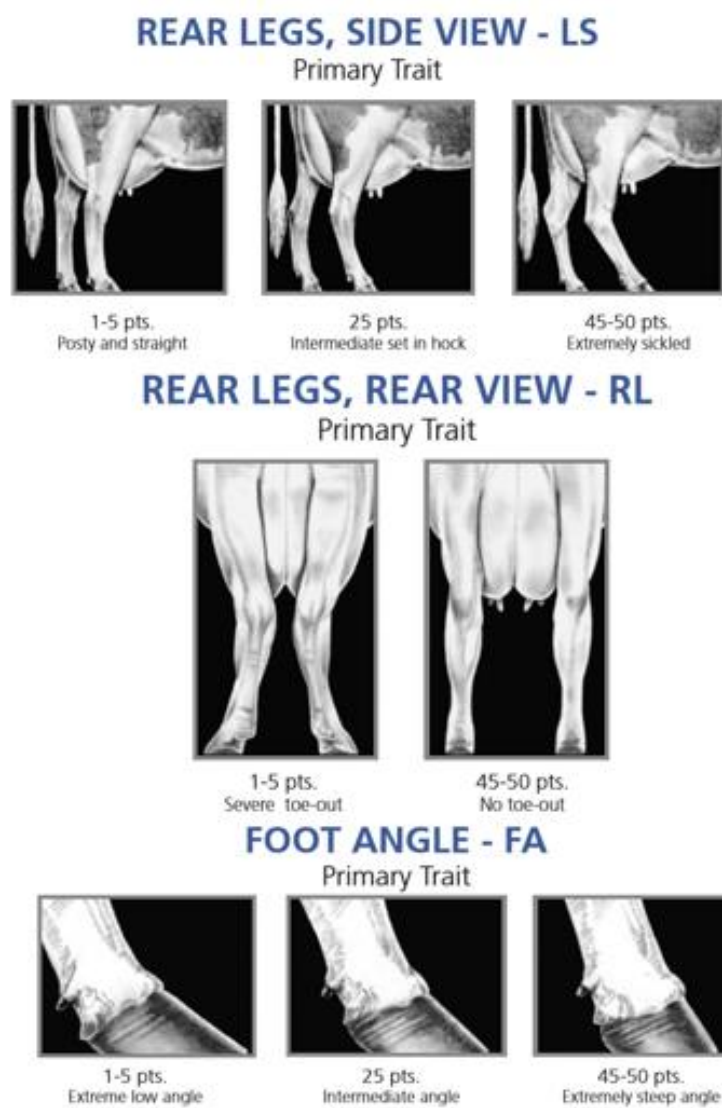 REAR LEGS, SIDE VIEW - LS
Primary Trait
1-5 pts.
Posty and straight
25 pts.
Intermediate set in hock
45-50 pts.
Extremely sickled
REAR LEGS, REAR VIEW - RL
Primary Trait
1-5 pts.
Severe toe-out
45-50 pts.
No toe-out
FOOT ANGLE - FA
Primary Trait
1-5 pts.
Extreme low angle
25 pts.
Intermediate angle
45-50 pts.
Extremely steep angle